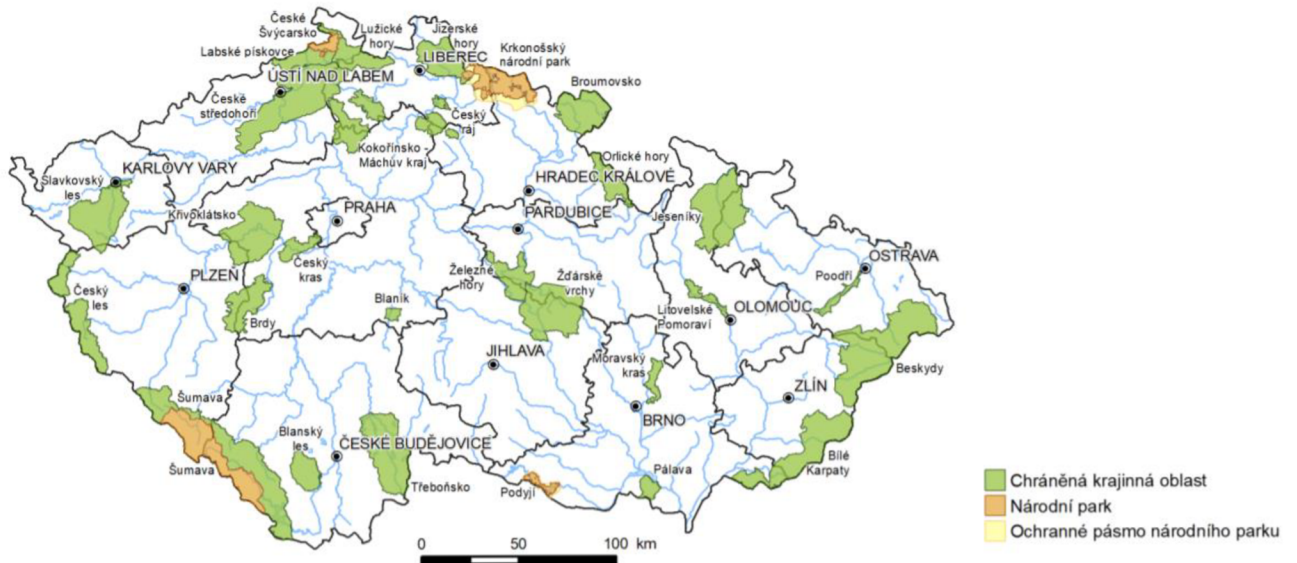 České
Švýcarsko
Lužické
hory
Jizerské
hory
Labské pískovce
LIBEREC
Krkonošský
národní park
ÚSTÍ NAD LABEM
Broumovsko
České
středohoří
Český
ráj
Kokořínsko -
Máchův kraj
Orlické hory
KARLOVY VARY
Slavkovský
les
HRADEC KRÁLOVÉ
Křivoklátsko
PRAHA
PARDUBICE
Jeseníky
Český
kras
OSTRAVA
PLZEŇ
Železné
hory
Žďárské
vrchy
Poodří
Český
les
Brdy
Blaník
Litovelské
Pomoraví
OLOMOUC
JIHLAVA
Moravský
kras
Beskydy
ZLÍN
Šumava
BRNO
Blanský
les
ČESKÉ BUDĚJOVICE
Šumava
Bílé
Karpaty
Třeboňsko
Podyjí
Pálava
0 50 100 km
Chráněná krajinná oblast
Národní park
Ochranné pásmo národního parku